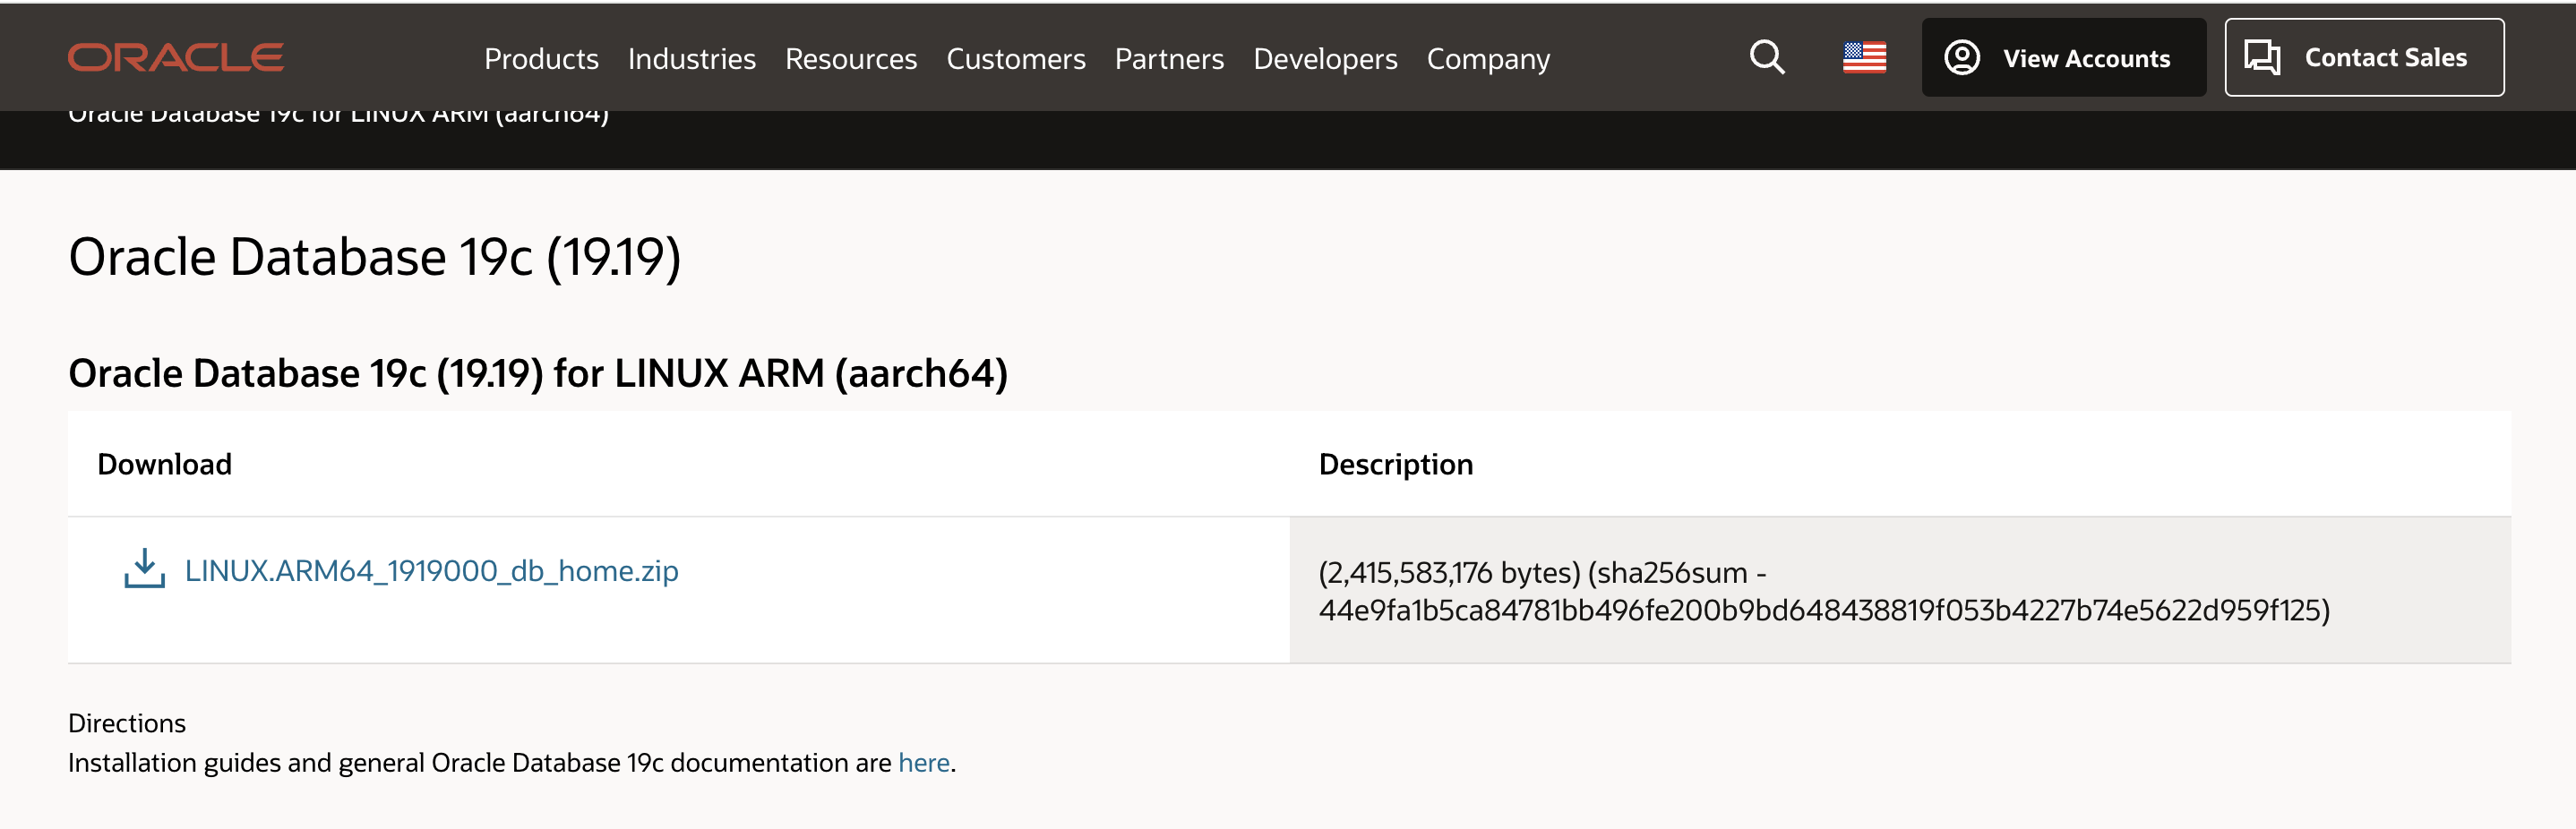 ORACLE
Products Industries Resources Customers Partners Developers Company
View Accounts
Contact Sales
Oracle Database 19c for LINUX ARM (aarch64)
Oracle Database 19c (19.19)
Oracle Database 19c (19.19) for LINUX ARM (aarch64)
Download
Description
LINUX.ARM64_1919000_db_home.zip
(2,415,583,176 bytes) (sha256sum -
44e9fa1b5ca84781bb496fe200b9bd648438819f053b4227b74e5622d959f125)
Directions
Installation guides and general Oracle Database 19c documentation are here.